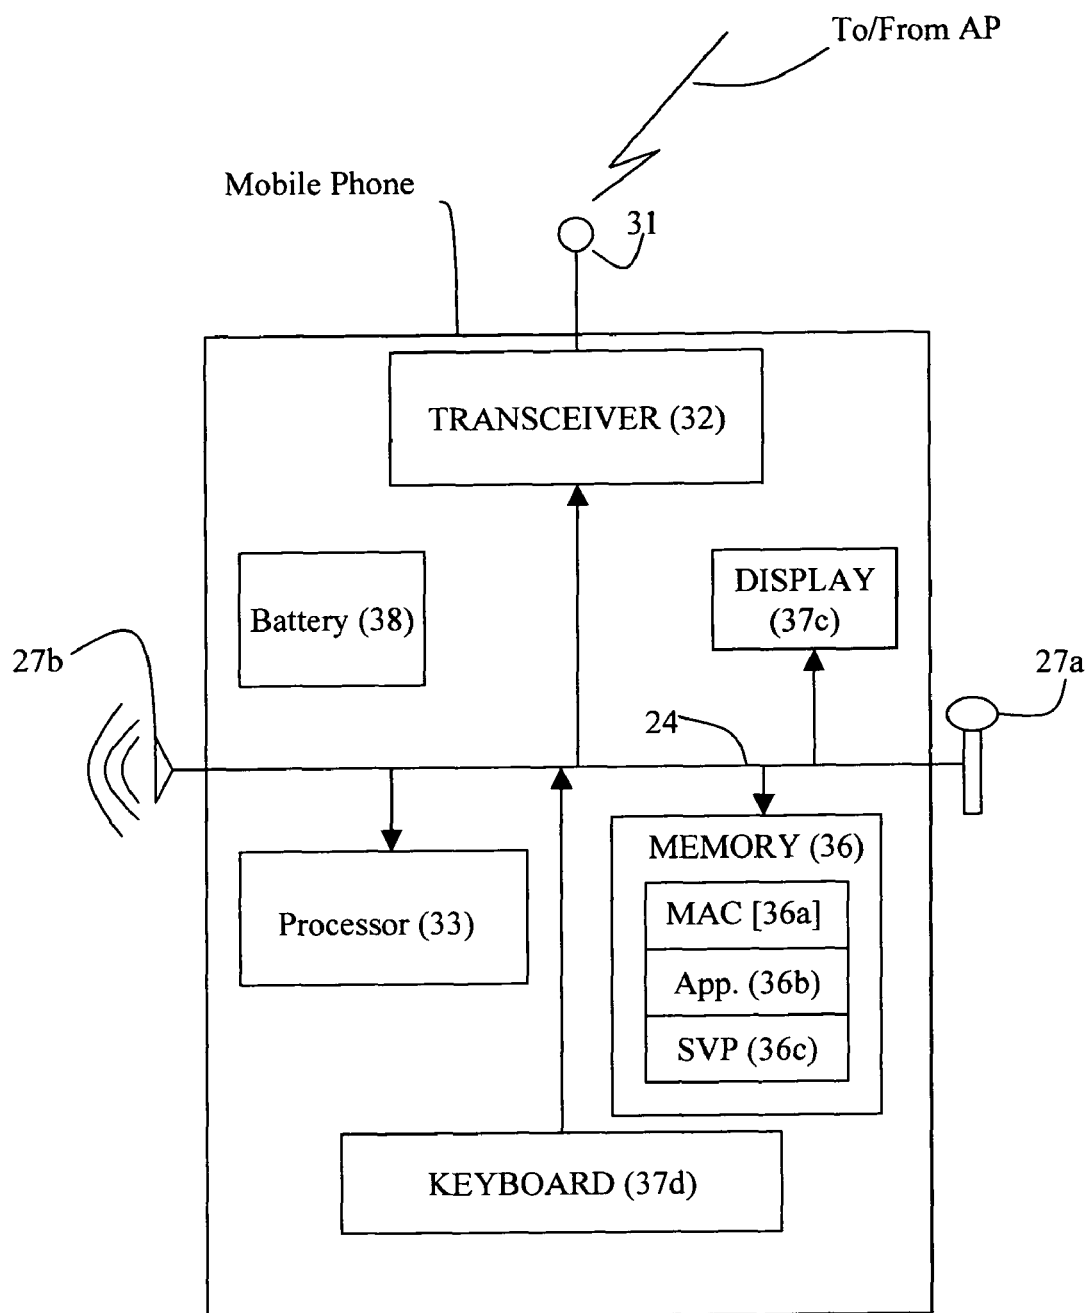 To/From AP
Mobile Phone
31
TRANSCEIVER (32)
Battery (38)
DISPLAY
(37c)
27b
27a
24
MEMORY (36)
MAC [36a]
Processor (33)
App. (36b)
SVP (36c)
KEYBOARD (37d)